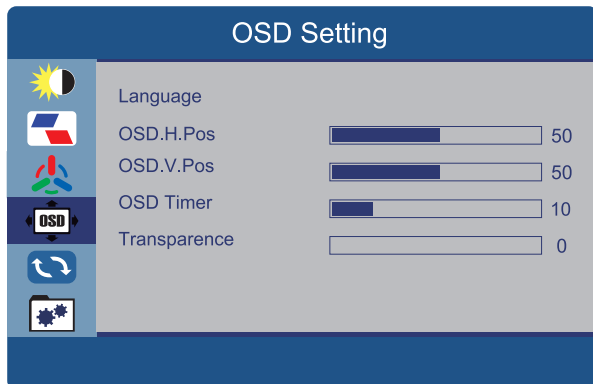 OSD Setting
Language
OSD.H.Pos 50
OSD.V.Pos 50
OSD OSD Timer 10
Transparence 0